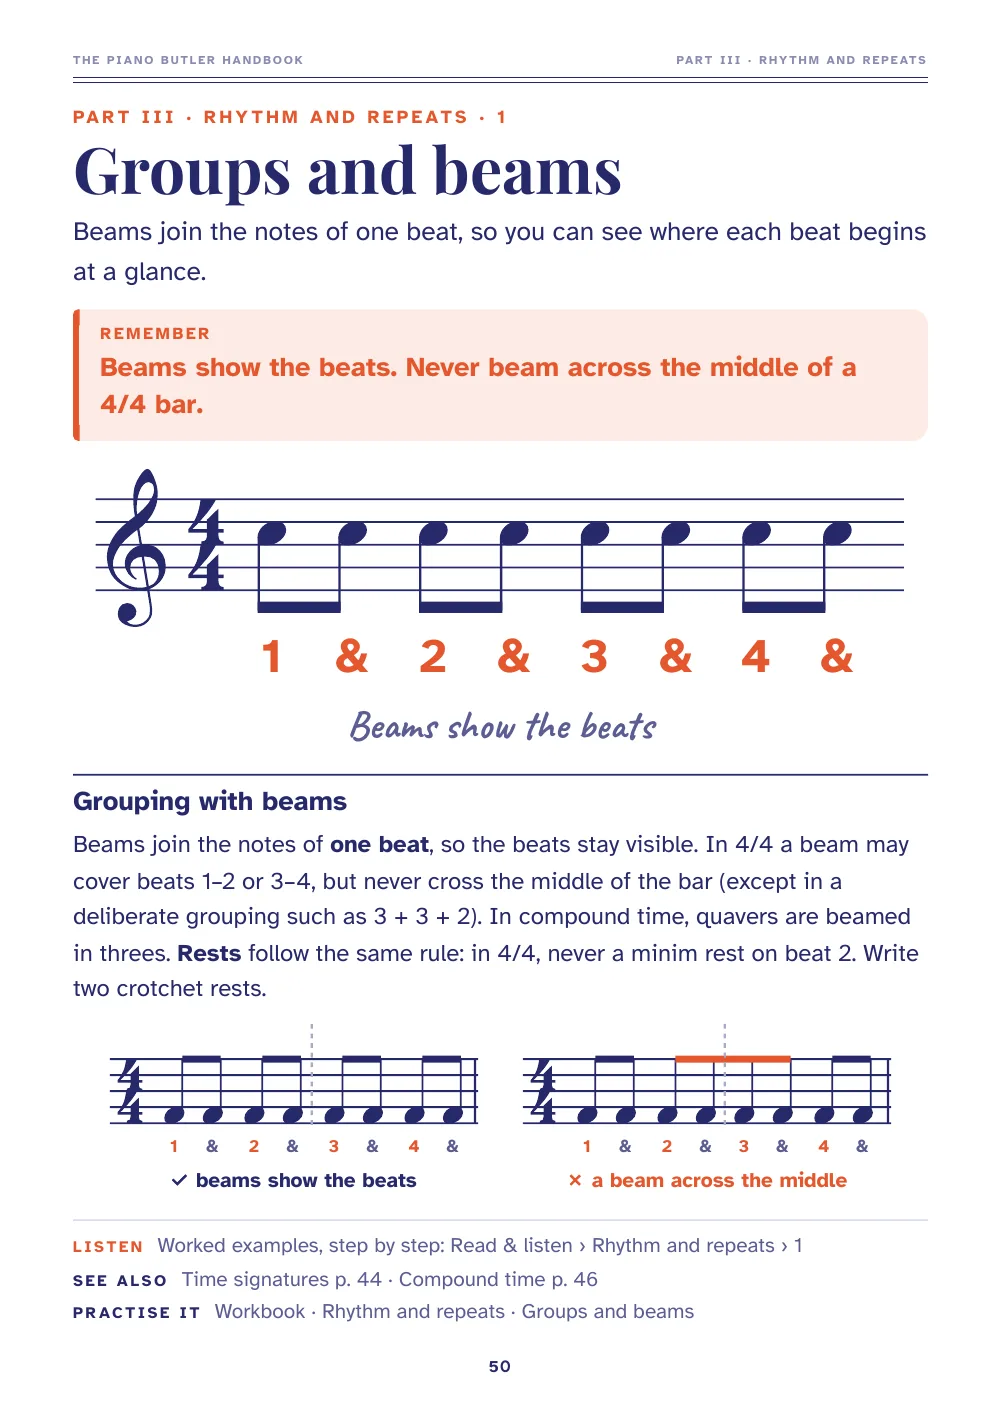 THE PIANO BUTLER HANDBOOK
PART III · RHYTHM AND REPEATS
PART III · RHYTHM AND REPEATS · 1
Groups and beams
Beams join the notes of one beat, so you can see where each beat begins
at a glance.
REMEMBER
Beams show the beats. Never beam across the middle of a
4/4 bar.
4
4
1 & 2 & 3 & 4 &
Beams show the beats
Grouping with beams
Beams join the notes of one beat, so the beats stay visible. In 4/4 a beam may
cover beats 1–2 or 3–4, but never cross the middle of the bar (except in a
deliberate grouping such as 3 + 3 + 2). In compound time, quavers are beamed
in threes. Rests follow the same rule: in 4/4, never a minim rest on beat 2. Write
two crotchet rests.
4
4
1 & 2 & 3 & 4 &
✓ beams show the beats
4
4
1 & 2 & 3 & 4 &
✕ a beam across the middle
LISTEN Worked examples, step by step: Read & listen › Rhythm and repeats › 1
SEE ALSO Time signatures p. 44 · Compound time p. 46
PRACTISE IT Workbook · Rhythm and repeats · Groups and beams
50